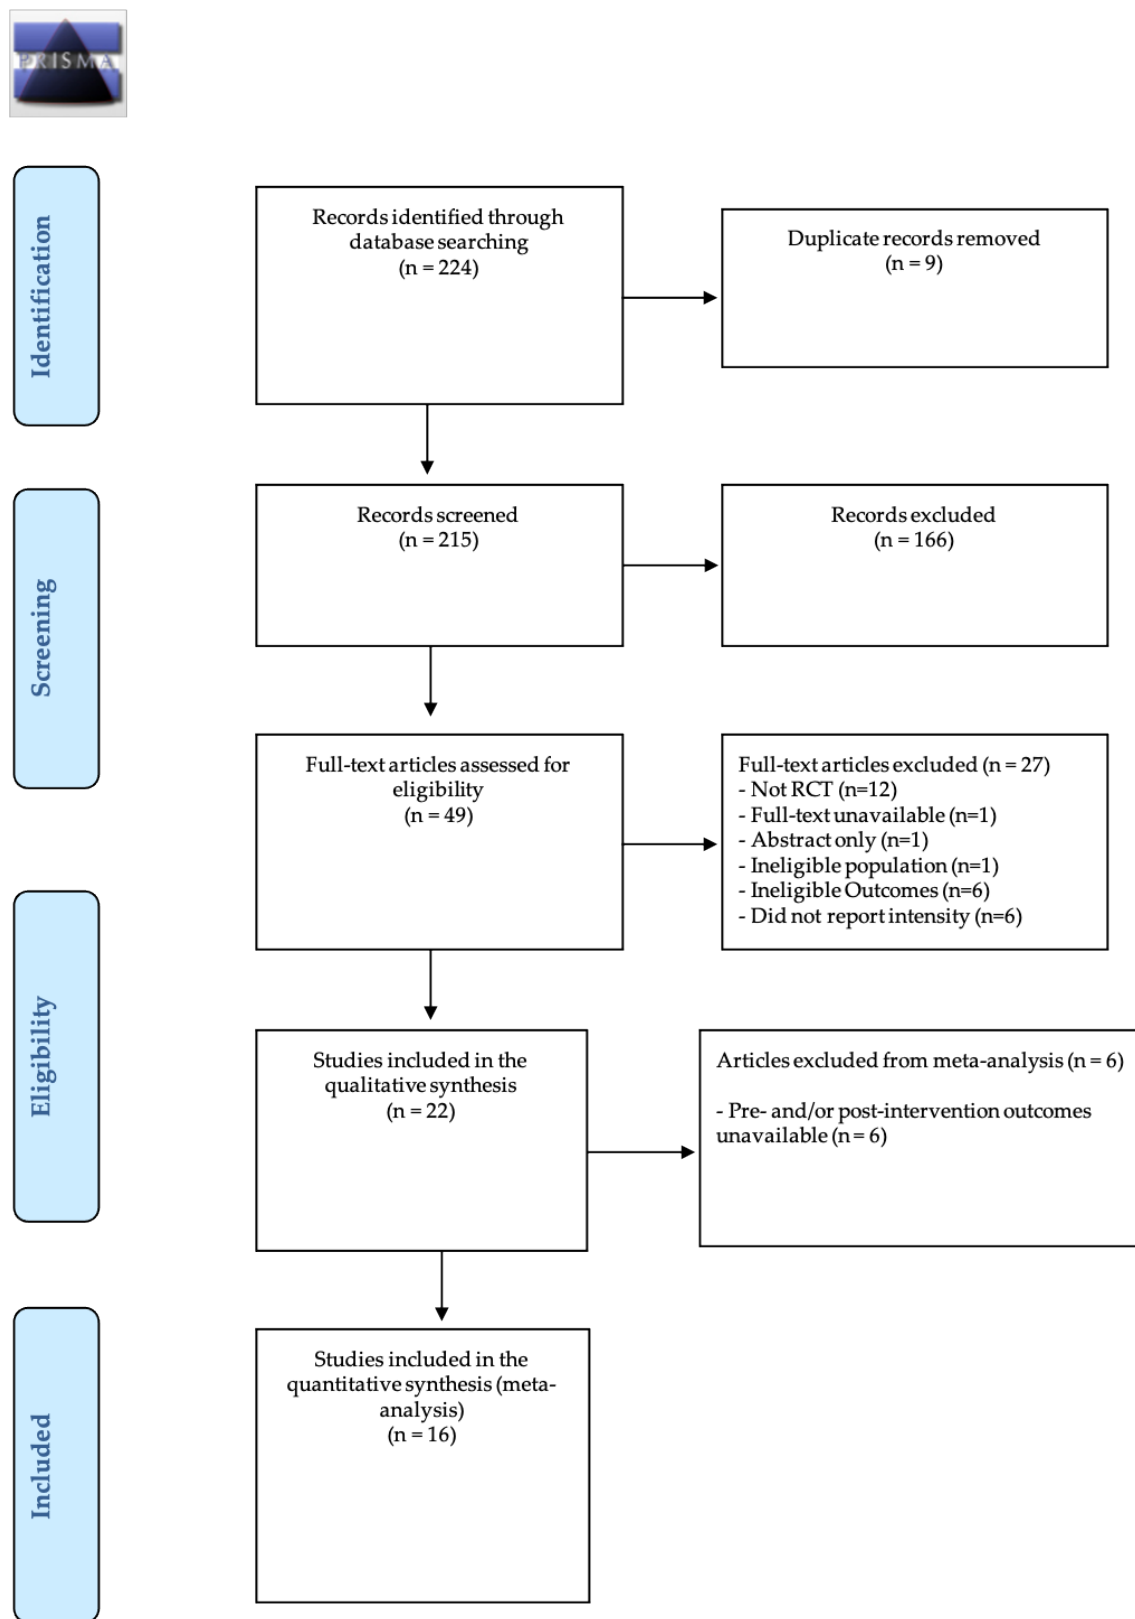 PRISMA
Identification
Records identified through
database searching
(n = 224)
Duplicate records removed
(n = 9)
Screening
Records screened
(n = 215)
Records excluded
(n = 166)
Full-text articles assessed for
eligibility
(n = 49)
Full-text articles excluded (n = 27)
- Not RCT (n=12)
- Full-text unavailable (n=1)
- Abstract only (n=1)
- Ineligible population (n=1)
- Ineligible Outcomes (n=6)
- Did not report intensity (n=6)
Eligibility
Studies included in the
qualitative synthesis
(n = 22)
Articles excluded from meta-analysis (n = 6)
- Pre- and/or post-intervention outcomes
unavailable (n = 6)
Included
Studies included in the
quantitative synthesis (meta-
analysis)
(n = 16)